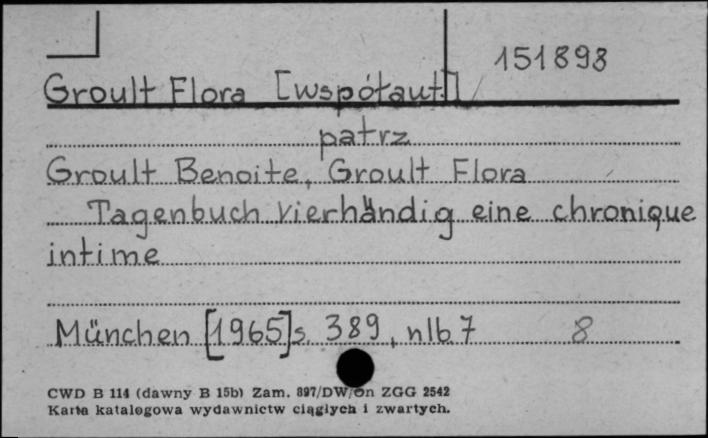 151898
Groult Flora [współaut.]
patrz
Groult Benoite, Groult Flora
Tagenbuch vierhändig eine chronique
intime
München [1965] s. 389, nlb. 7 8
CWD B 114 (dawny B 15b) Zam. 897/DW/On ZGG 2542
Karta katalogowa wydawnictw ciągłych i zwartych.